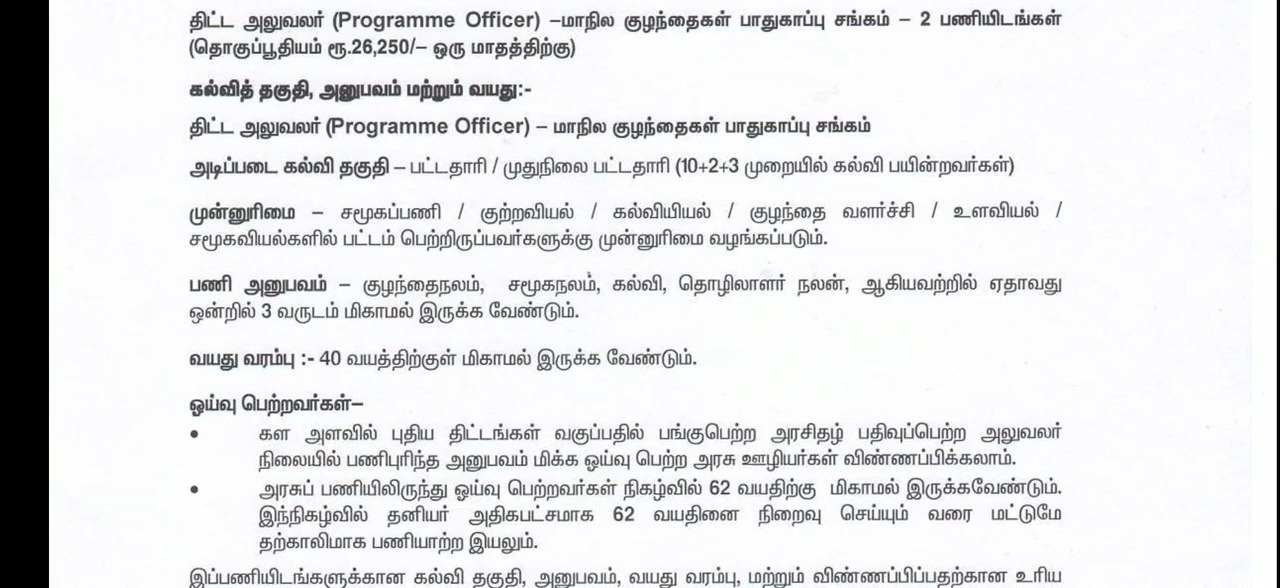 திட்ட அலுவலர் (Programme Officer) –மாநில குழந்தைகள் பாதுகாப்பு சங்கம் – 2 பணியிடங்கள்
(தொகுப்பூதியம் ரூ.26,250/– ஒரு மாதத்திற்கு)
கல்வித் தகுதி, அனுபவம் மற்றும் வயது:-
திட்ட அலுவலர் (Programme Officer) – மாநில குழந்தைகள் பாதுகாப்பு சங்கம்
அடிப்படை கல்வி தகுதி – பட்டதாரி / முதுநிலை பட்டதாரி (10+2+3 முறையில் கல்வி பயின்றவர்கள்)
முன்னுரிமை – சமூகப்பணி / குற்றவியல் / கல்வியியல் / குழந்தை வளர்ச்சி / உளவியல் /
சமூகவியல்களில் பட்டம் பெற்றிருப்பவர்களுக்கு முன்னுரிமை வழங்கப்படும்.
பணி அனுபவம் – குழந்தைநலம், சமூகநலம், கல்வி, தொழிலாளர் நலன், ஆகியவற்றில் ஏதாவது
ஒன்றில் 3 வருடம் மிகாமல் இருக்க வேண்டும்.
வயது வரம்பு :- 40 வயத்திற்குள் மிகாமல் இருக்க வேண்டும்.
ஓய்வு பெற்றவர்கள்–
• கள அளவில் புதிய திட்டங்கள் வகுப்பதில் பங்குபெற்ற அரசிதழ் பதிவுப்பெற்ற அலுவலர்
நிலையில் பணிபுரிந்த அனுபவம் மிக்க ஓய்வு பெற்ற அரசு ஊழியர்கள் விண்ணப்பிக்கலாம்.
• அரசுப் பணியிலிருந்து ஓய்வு பெற்றவர்கள் நிகழ்வில் 62 வயதிற்கு மிகாமல் இருக்கவேண்டும்.
இந்நிகழ்வில் தனியர் அதிகபட்சமாக 62 வயதினை நிறைவு செய்யும் வரை மட்டுமே
தற்காலிமாக பணியாற்ற இயலும்.
இப்பணியிடங்களுக்கான கல்வி தகுதி, அனுபவம், வயது வரம்பு, மற்றும் விண்ணப்பிப்பதற்கான உரிய